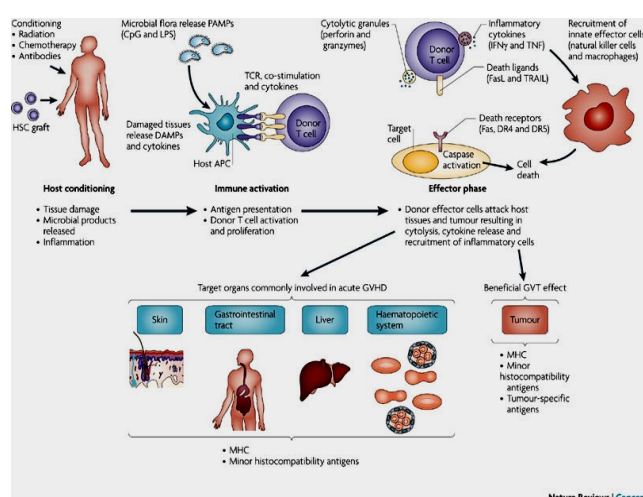 Conditioning
• Radiation
• Chemotherapy
• Antibodies
HSC graft
Microbial flora release PAMPs
(CpG and LPS)
TCR, co-stimulation
and cytokines
Damaged tissues
release DAMPs
and cytokines
Donor
T cell
Host APC
Cytolytic granules
(perforin and
granzymes)
Donor
T cell
Inflammatory
cytokines
(IFNγ and TNF)
Death ligands
(FasL and TRAIL)
Recruitment of
innate effector cells
(natural killer cells
and macrophages)
Target
cell
Death receptors
(Fas, DR4 and DR5)
Caspase
activation
Cell
death
Host conditioning
• Tissue damage
• Microbial products
released
• Inflammation
Immune activation
• Antigen presentation
• Donor T cell activation
and proliferation
Effector phase
• Donor effector cells attack host
tissues and tumour resulting in
cytolysis, cytokine release and
recruitment of inflammatory cells
Target organs commonly involved in acute GVHD
Skin
Gastrointestinal
tract
Liver
Haematopoietic
system
• MHC
• Minor histocompatibility antigens
Beneficial GVT effect
Tumour
• MHC
• Minor
histocompatibility
antigens
• Tumour-specific
antigens
Nature Reviews |